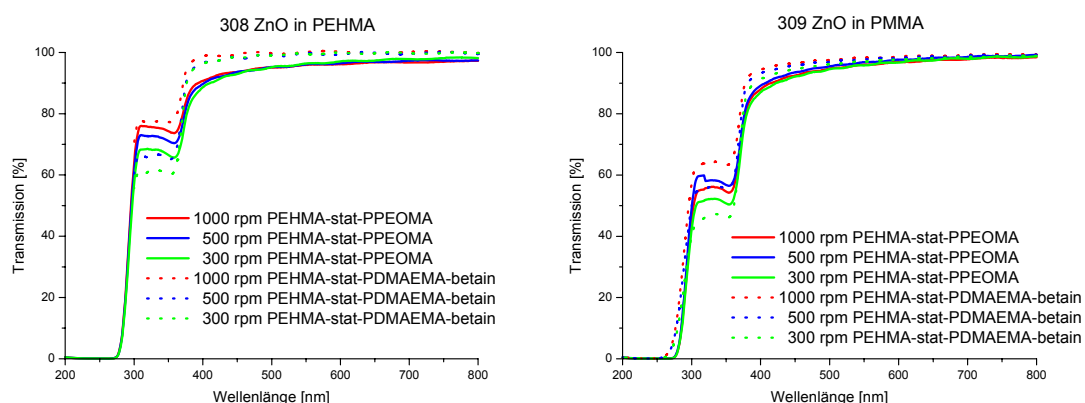 308 ZnO in PEHMA
100
80
60
40
20
0
Transmission [%]
1000 rpm PEHMA-stat-PPEOMA
500 rpm PEHMA-stat-PPEOMA
300 rpm PEHMA-stat-PPEOMA
1000 rpm PEHMA-stat-PDMAEMA-betain
500 rpm PEHMA-stat-PDMAEMA-betain
300 rpm PEHMA-stat-PDMAEMA-betain
200 300 400 500 600 700 800
Wellenlänge [nm]
309 ZnO in PMMA
100
80
60
40
20
0
Transmission [%]
1000 rpm PEHMA-stat-PPEOMA
500 rpm PEHMA-stat-PPEOMA
300 rpm PEHMA-stat-PPEOMA
1000 rpm PEHMA-stat-PDMAEMA-betain
500 rpm PEHMA-stat-PDMAEMA-betain
300 rpm PEHMA-stat-PDMAEMA-betain
200 300 400 500 600 700 800
Wellenlänge [nm]